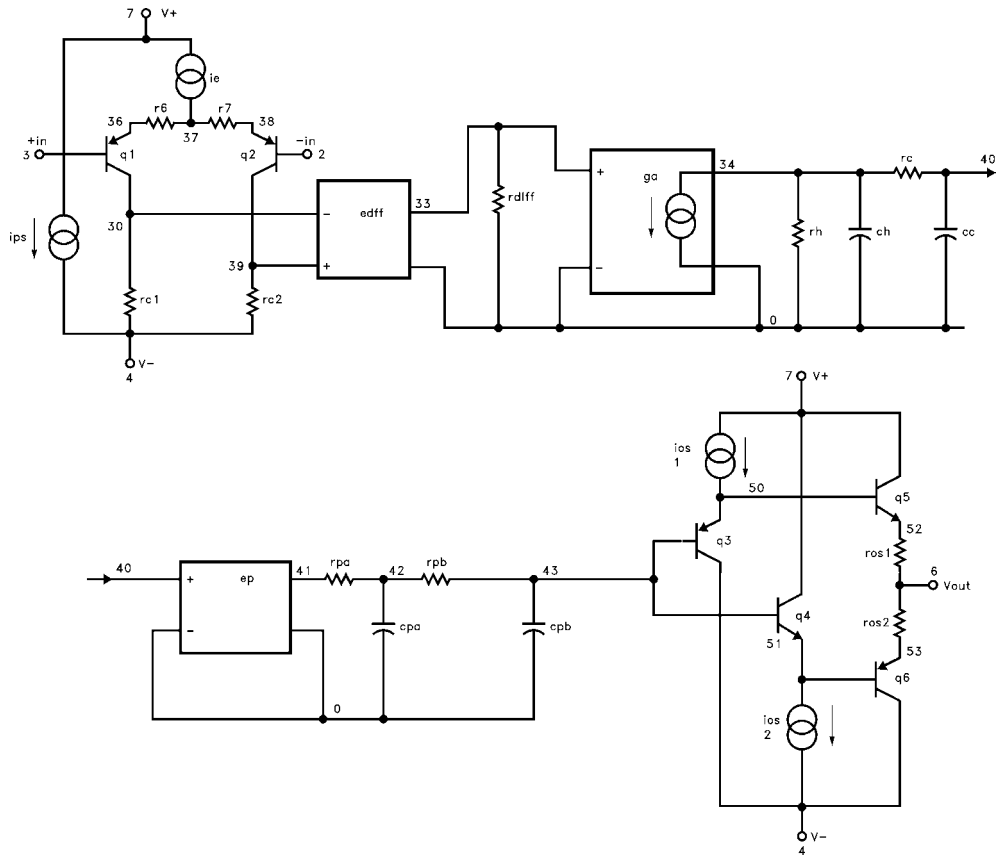 7 V+
ie
r6 r7
36 37 38
+in -in
3 q1 q2 2
ips
30
39
rc1 rc2
V-
4
edff
- +
33
rdlff
ga
+ -
34
rc
40
rh ch cc
0
40
+ -
ep
41
rpa
42
rpb
43
cpa cpb
0
7 V+
ios
1
50
q5
q3
52
ros1
6
Vout
q4
51
ros2
53
q6
ios
2
V-
4